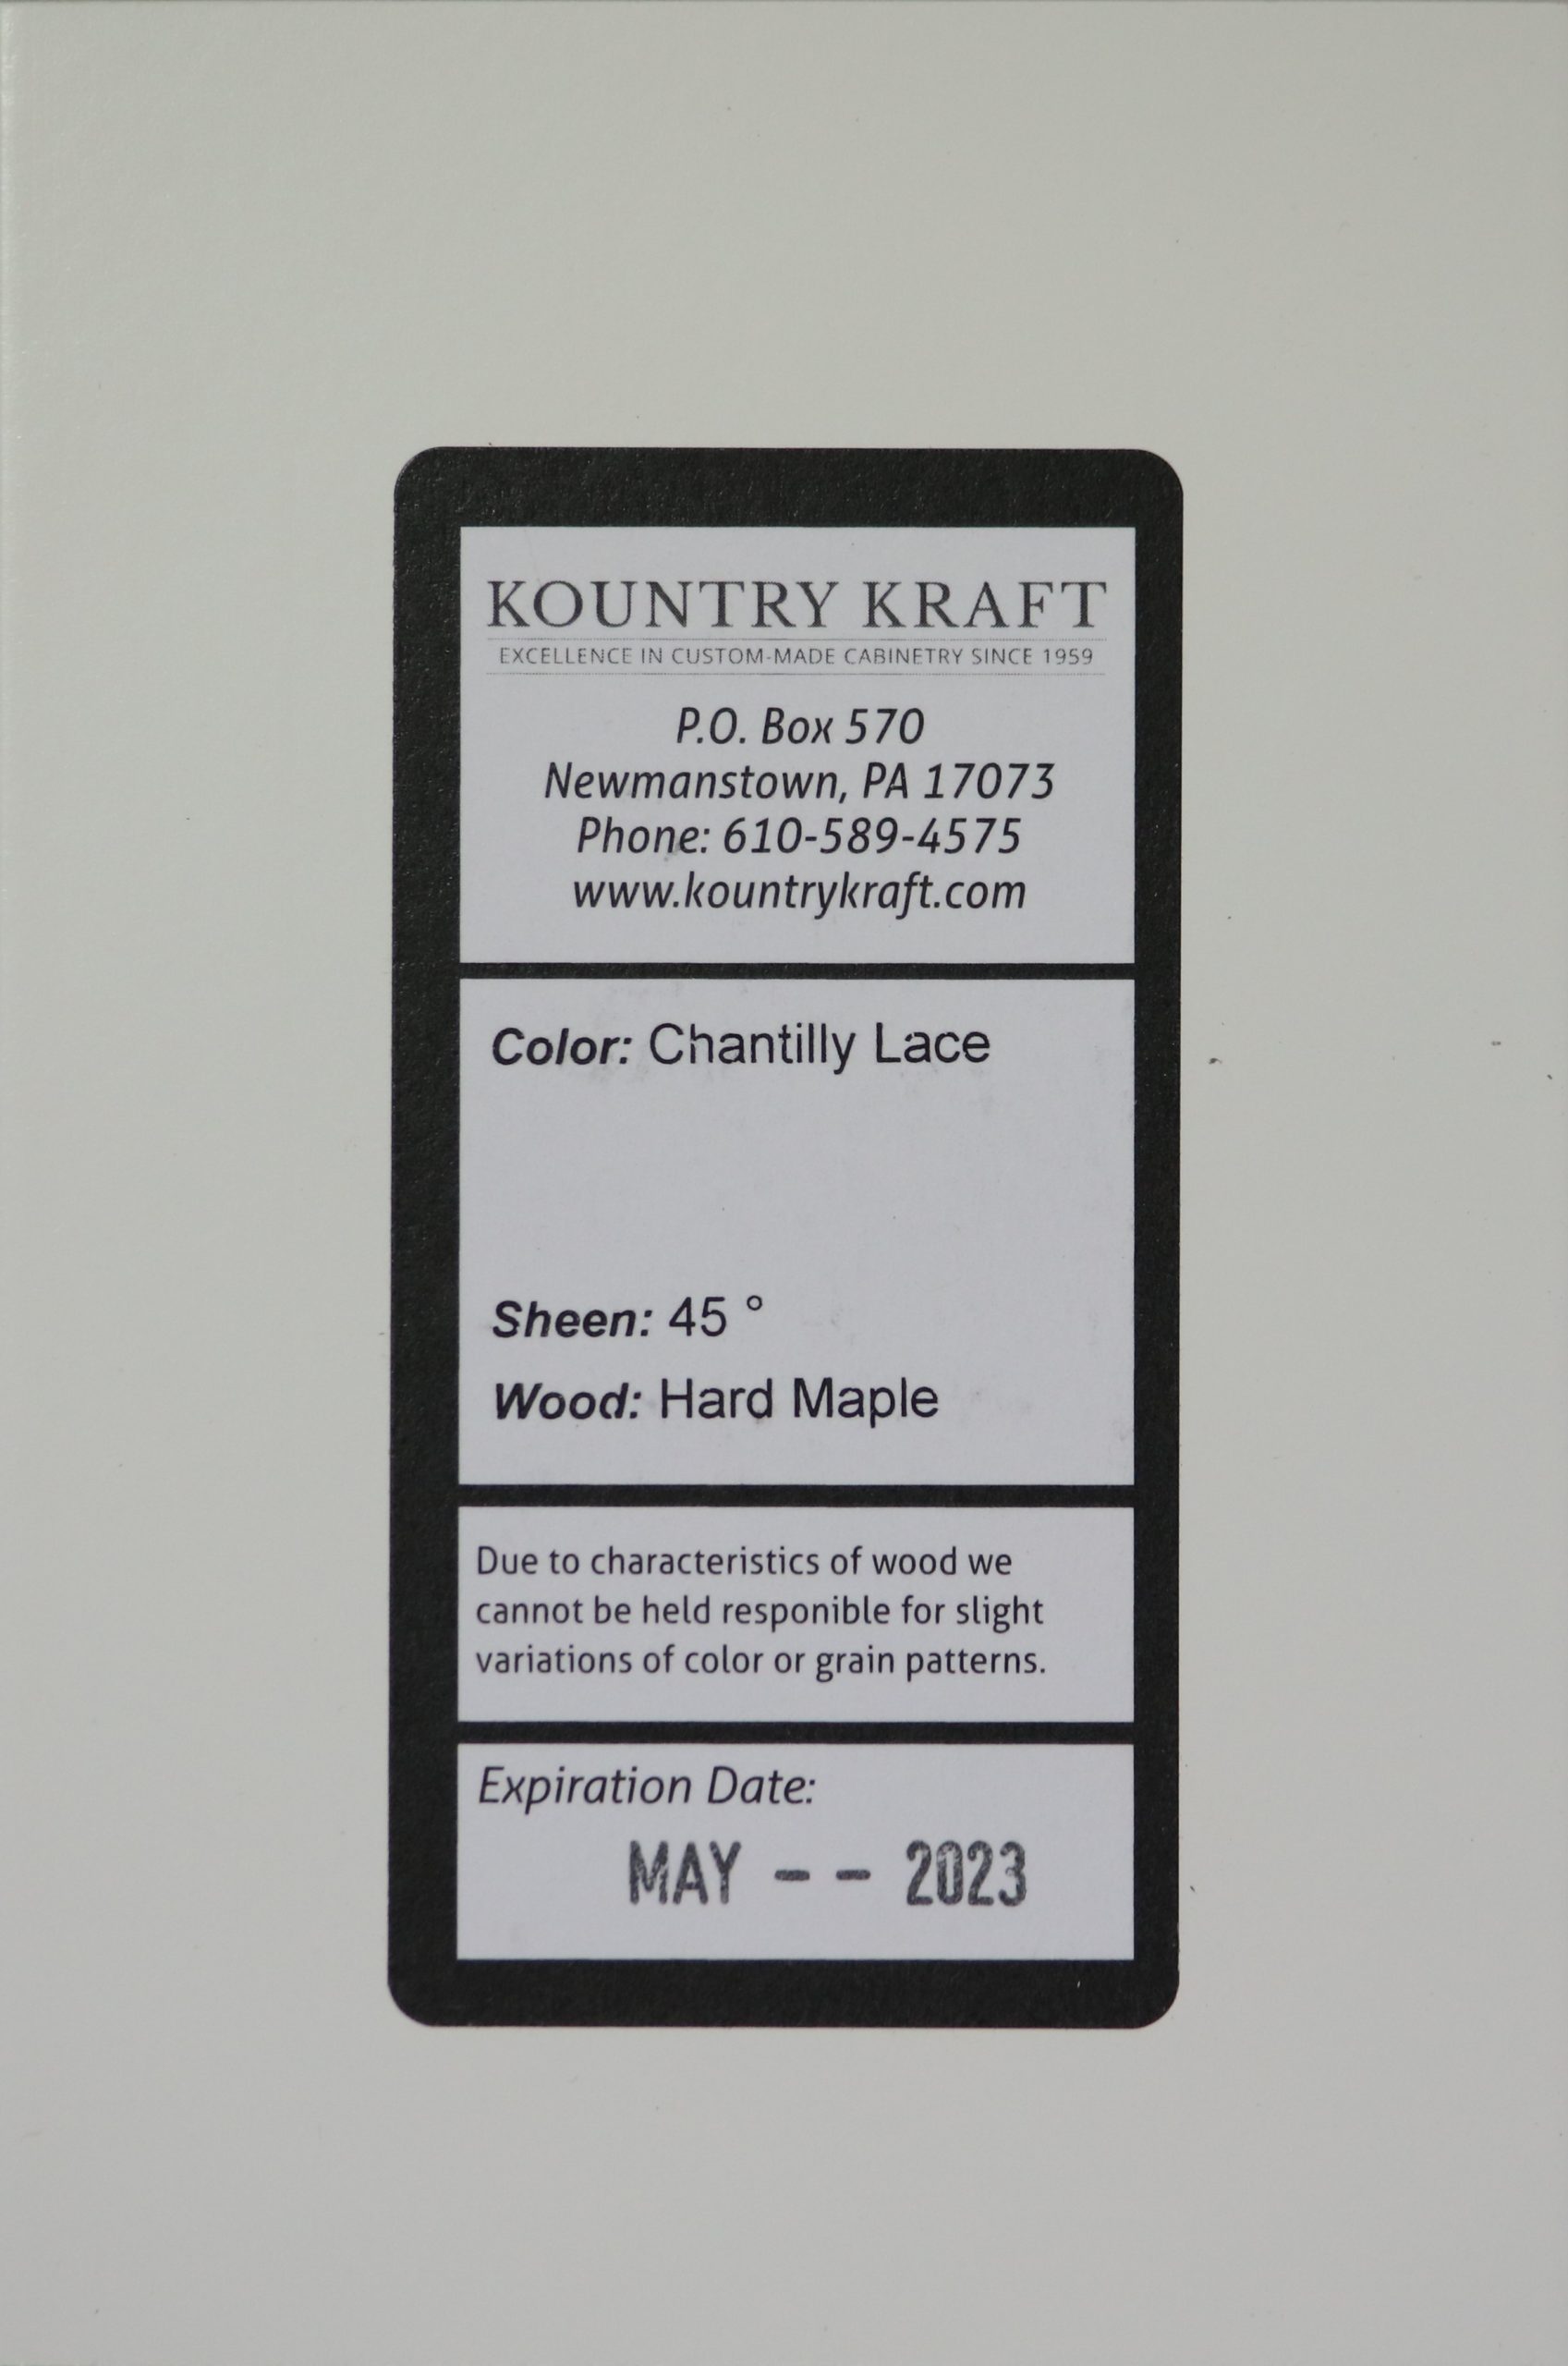 KOUNTRY KRAFT
EXCELLENCE IN CUSTOM-MADE CABINETRY SINCE 1959
P.O. Box 570
Newmanstown, PA 17073
Phone: 610-589-4575
www.kountrykraft.com
Color: Chantilly Lace
Sheen: 45 °
Wood: Hard Maple
Due to characteristics of wood we
cannot be held responible for slight
variations of color or grain patterns.
Expiration Date:
MAY -- 2023